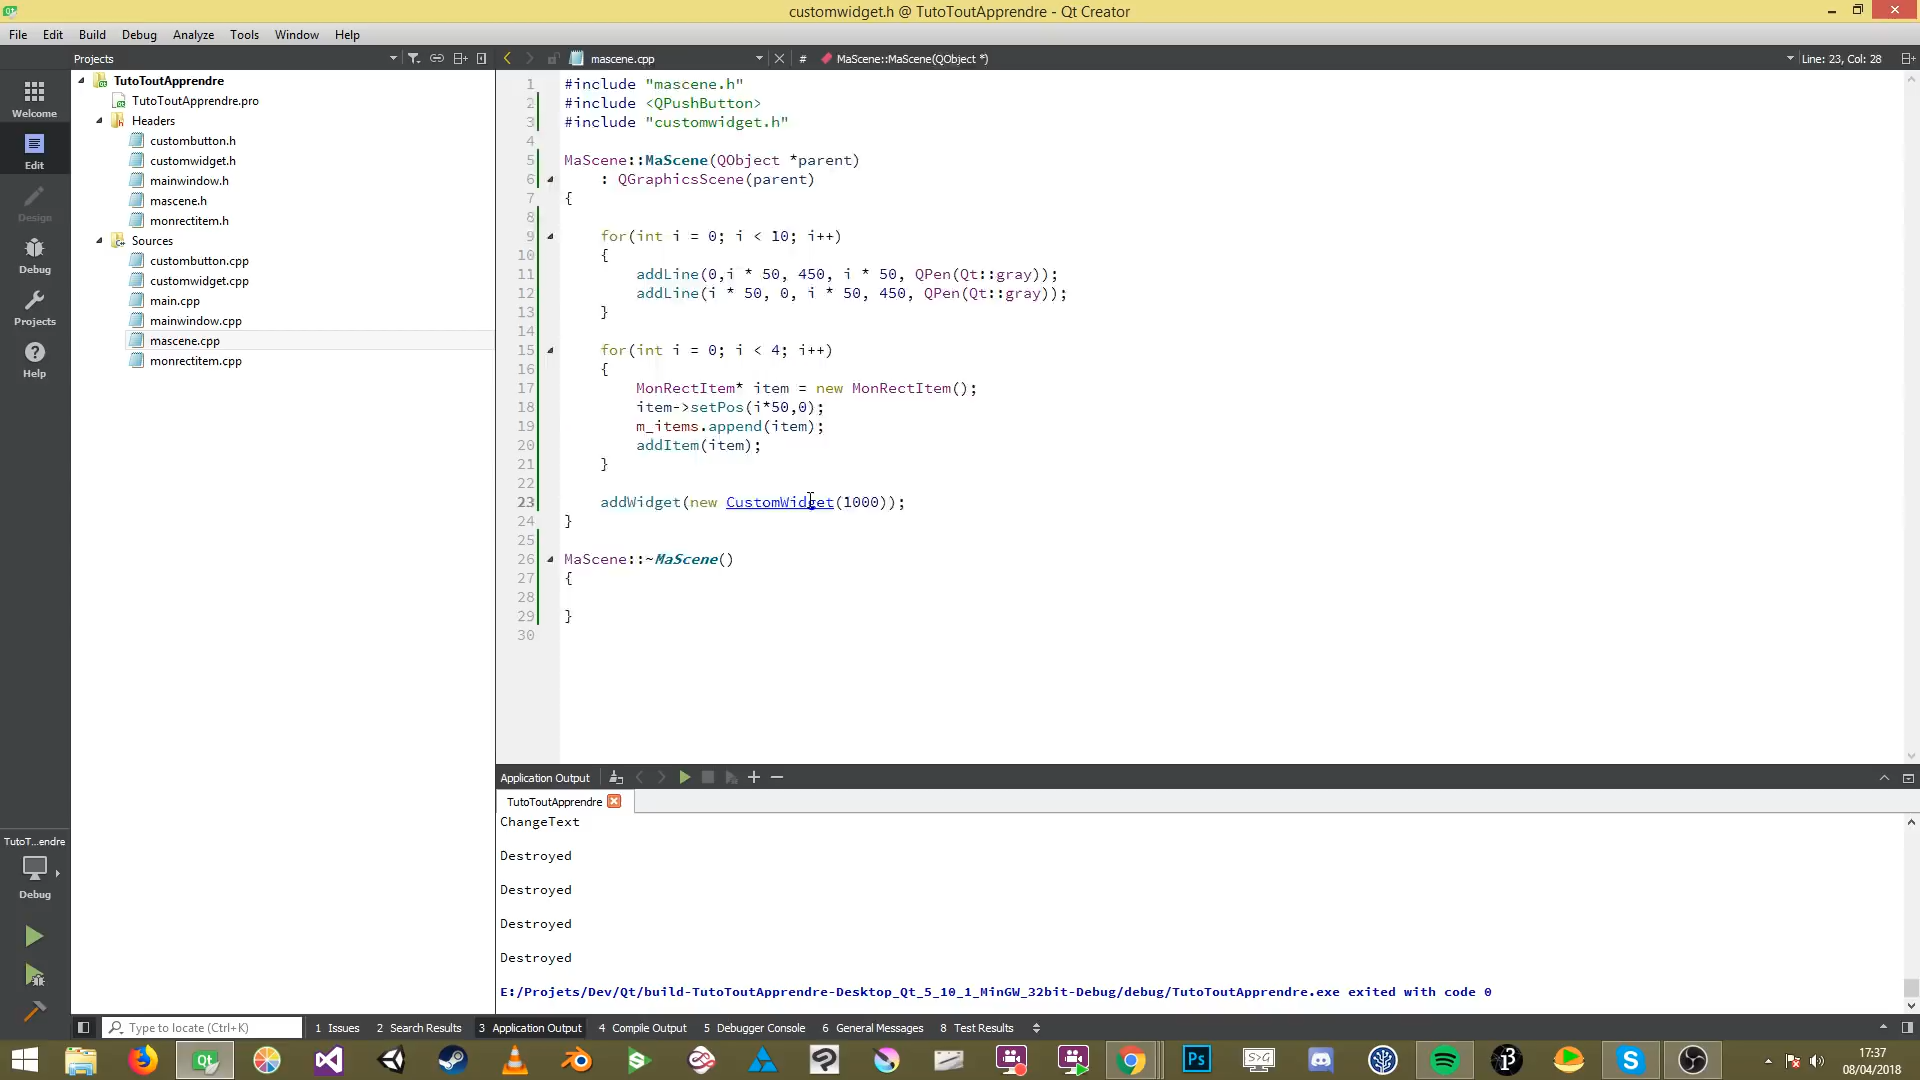 customwidget.h @ TutoToutApprendre - Qt Creator
File Edit Build Debug Analyze Tools Window Help
Projects
mascene.cpp
# MaScene::MaScene(QObject *)
Line: 23, Col: 28
Welcome
Edit
Design
Debug
Projects
Help
TutoToutApprendre
TutoToutApprendre.pro
Headers
custombutton.h
customwidget.h
mainwindow.h
mascene.h
monrectitem.h
Sources
custombutton.cpp
customwidget.cpp
main.cpp
mainwindow.cpp
mascene.cpp
monrectitem.cpp
1 #include "mascene.h"
2 #include <QPushButton>
3 #include "customwidget.h"
4
5 MaScene::MaScene(QObject *parent)
6 : QGraphicsScene(parent)
7 {
8
9 for(int i = 0; i < 10; i++)
10 {
11 addLine(0,i * 50, 450, i * 50, QPen(Qt::gray));
12 addLine(i * 50, 0, i * 50, 450, QPen(Qt::gray));
13 }
14
15 for(int i = 0; i < 4; i++)
16 {
17 MonRectItem* item = new MonRectItem();
18 item->setPos(i*50,0);
19 m_items.append(item);
20 addItem(item);
21 }
22
23 addWidget(new CustomWidget(1000));
24 }
25
26 MaScene::~MaScene()
27 {
28
29 }
30
Application Output
TutoToutApprendre
ChangeText
Destroyed
Destroyed
Destroyed
Destroyed
E:/Projets/Dev/Qt/build-TutoToutApprendre-Desktop_Qt_5_10_1_MinGW_32bit-Debug/debug/TutoToutApprendre.exe exited with code 0
TutoT...endre
Debug
Type to locate (Ctrl+K)
1 Issues 2 Search Results 3 Application Output 4 Compile Output 5 Debugger Console 6 General Messages 8 Test Results
Qt
Ps
S>G
17:37
08/04/2018